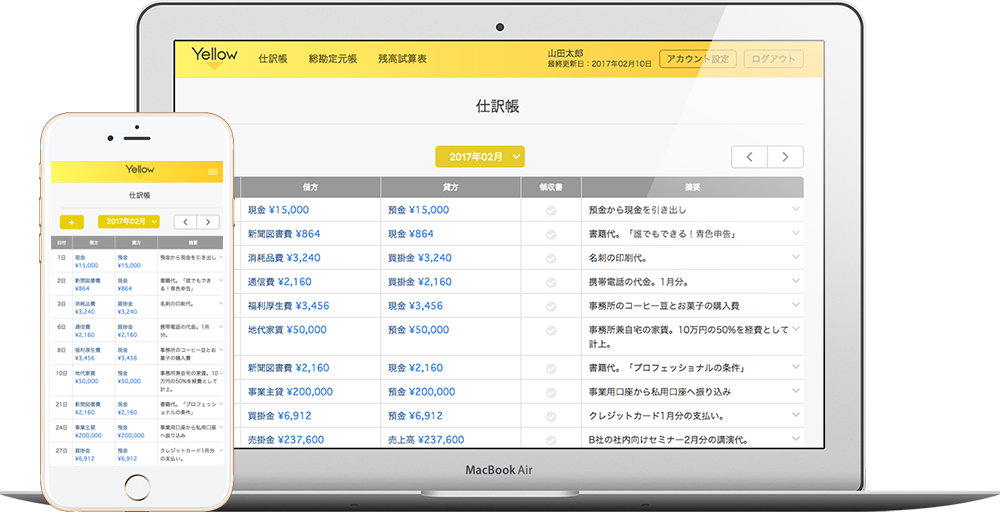 Yellow
仕訳帳 総勘定元帳 残高試算表
山田太郎
最終更新日：2017年02月10日
アカウント設定 ログアウト
仕訳帳
2017年02月
借方 貸方 領収書 摘要
現金 ¥15,000 預金 ¥15,000 預金から現金を引き出し
新聞図書費 ¥864 現金 ¥864 書籍代。「誰でもできる！青色申告」
消耗品費 ¥3,240 買掛金 ¥3,240 名刺の印刷代。
通信費 ¥2,160 買掛金 ¥2,160 携帯電話の代金。1月分。
福利厚生費 ¥3,456 現金 ¥3,456 事務所のコーヒー豆とお菓子の購入費
地代家賃 ¥50,000 預金 ¥50,000 事務所兼自宅の家賃。10万円の50%を経費として
計上。
新聞図書費 ¥2,160 現金 ¥2,160 書籍代。「プロフェッショナルの条件」
事業主貸 ¥200,000 預金 ¥200,000 事業用口座から私用口座へ振り込み
買掛金 ¥6,912 預金 ¥6,912 クレジットカード1月分の支払い。
売掛金 ¥237,600 売上高 ¥237,600 B社の社内向けセミナー2月分の講演代。
MacBook Air
Yellow
仕訳帳
+ 2017年02月
日付 借方 貸方 摘要
1日 現金 預金 預金から現金を引き出し
¥15,000 ¥15,000
2日 新聞図書費 現金 書籍代。「誰でもでき
¥864 ¥864 る！青色申告」
3日 消耗品費 買掛金 名刺の印刷代。
¥3,240 ¥3,240
6日 通信費 買掛金 携帯電話の代金。1月
¥2,160 ¥2,160 分。
8日 福利厚生費 現金 事務所のコーヒー豆とお
¥3,456 ¥3,456 菓子の購入費
10日 地代家賃 預金 事務所兼自宅の家賃。10
¥50,000 ¥50,000 万円の50%を経費として
計上。
21日 新聞図書費 現金 書籍代。「プロフェッシ
¥2,160 ¥2,160 ョナルの条件」
24日 事業主貸 預金 事業用口座から私用口座
¥200,000 ¥200,000 へ振り込み
27日 買掛金 預金 クレジットカード1月分
¥6,912 ¥6,912 の支払い。